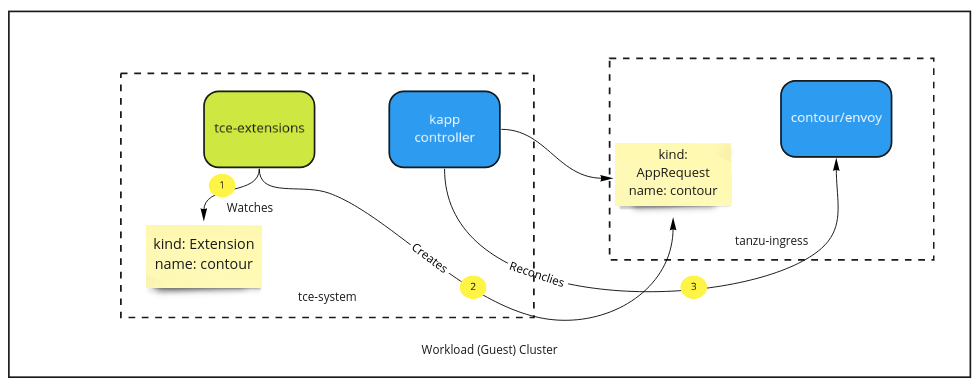 tce-extensions
kapp
controller
contour/envoy
kind:
AppRequest
name: contour
1
Watches
kind: Extension
name: contour
Creates
Reconclies
tanzu-ingress
2
3
tce-system
Workload (Guest) Cluster